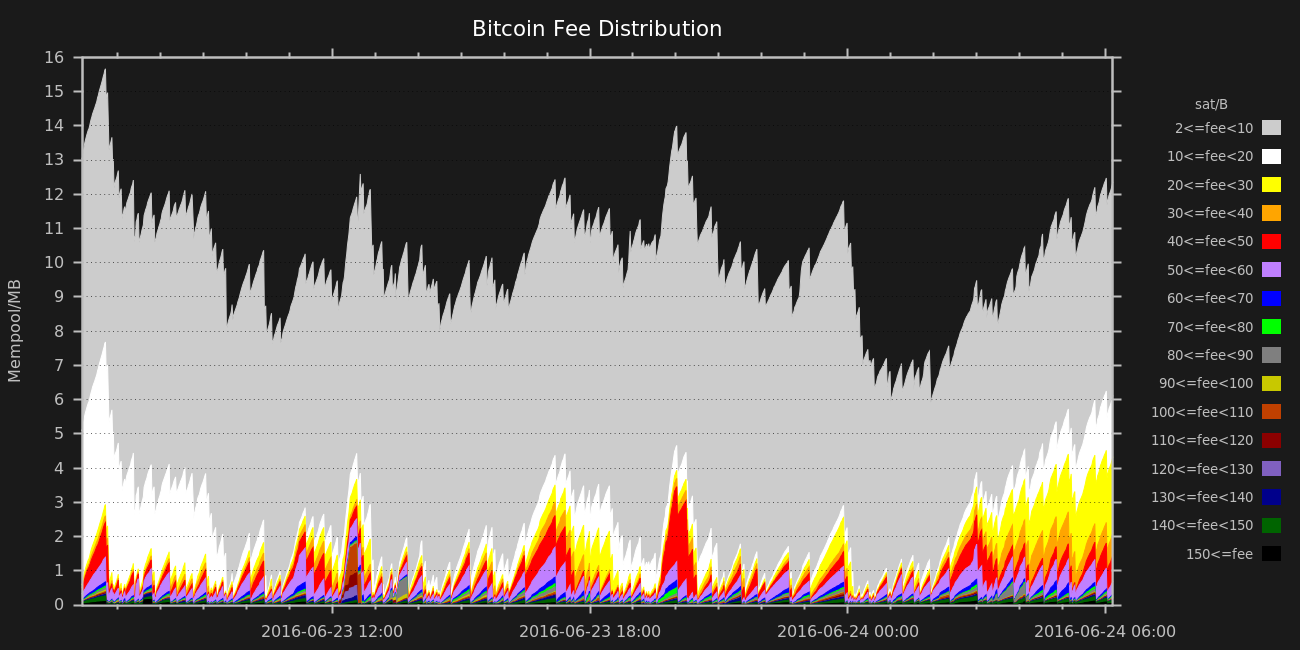 Bitcoin Fee Distribution
16
15
14
13
12
11
10
9
8
7
6
5
4
3
2
1
0
Mempool/MB
2016-06-23 12:00
2016-06-23 18:00
2016-06-24 00:00
2016-06-24 06:00
sat/B
2<=fee<10
10<=fee<20
20<=fee<30
30<=fee<40
40<=fee<50
50<=fee<60
60<=fee<70
70<=fee<80
80<=fee<90
90<=fee<100
100<=fee<110
110<=fee<120
120<=fee<130
130<=fee<140
140<=fee<150
150<=fee